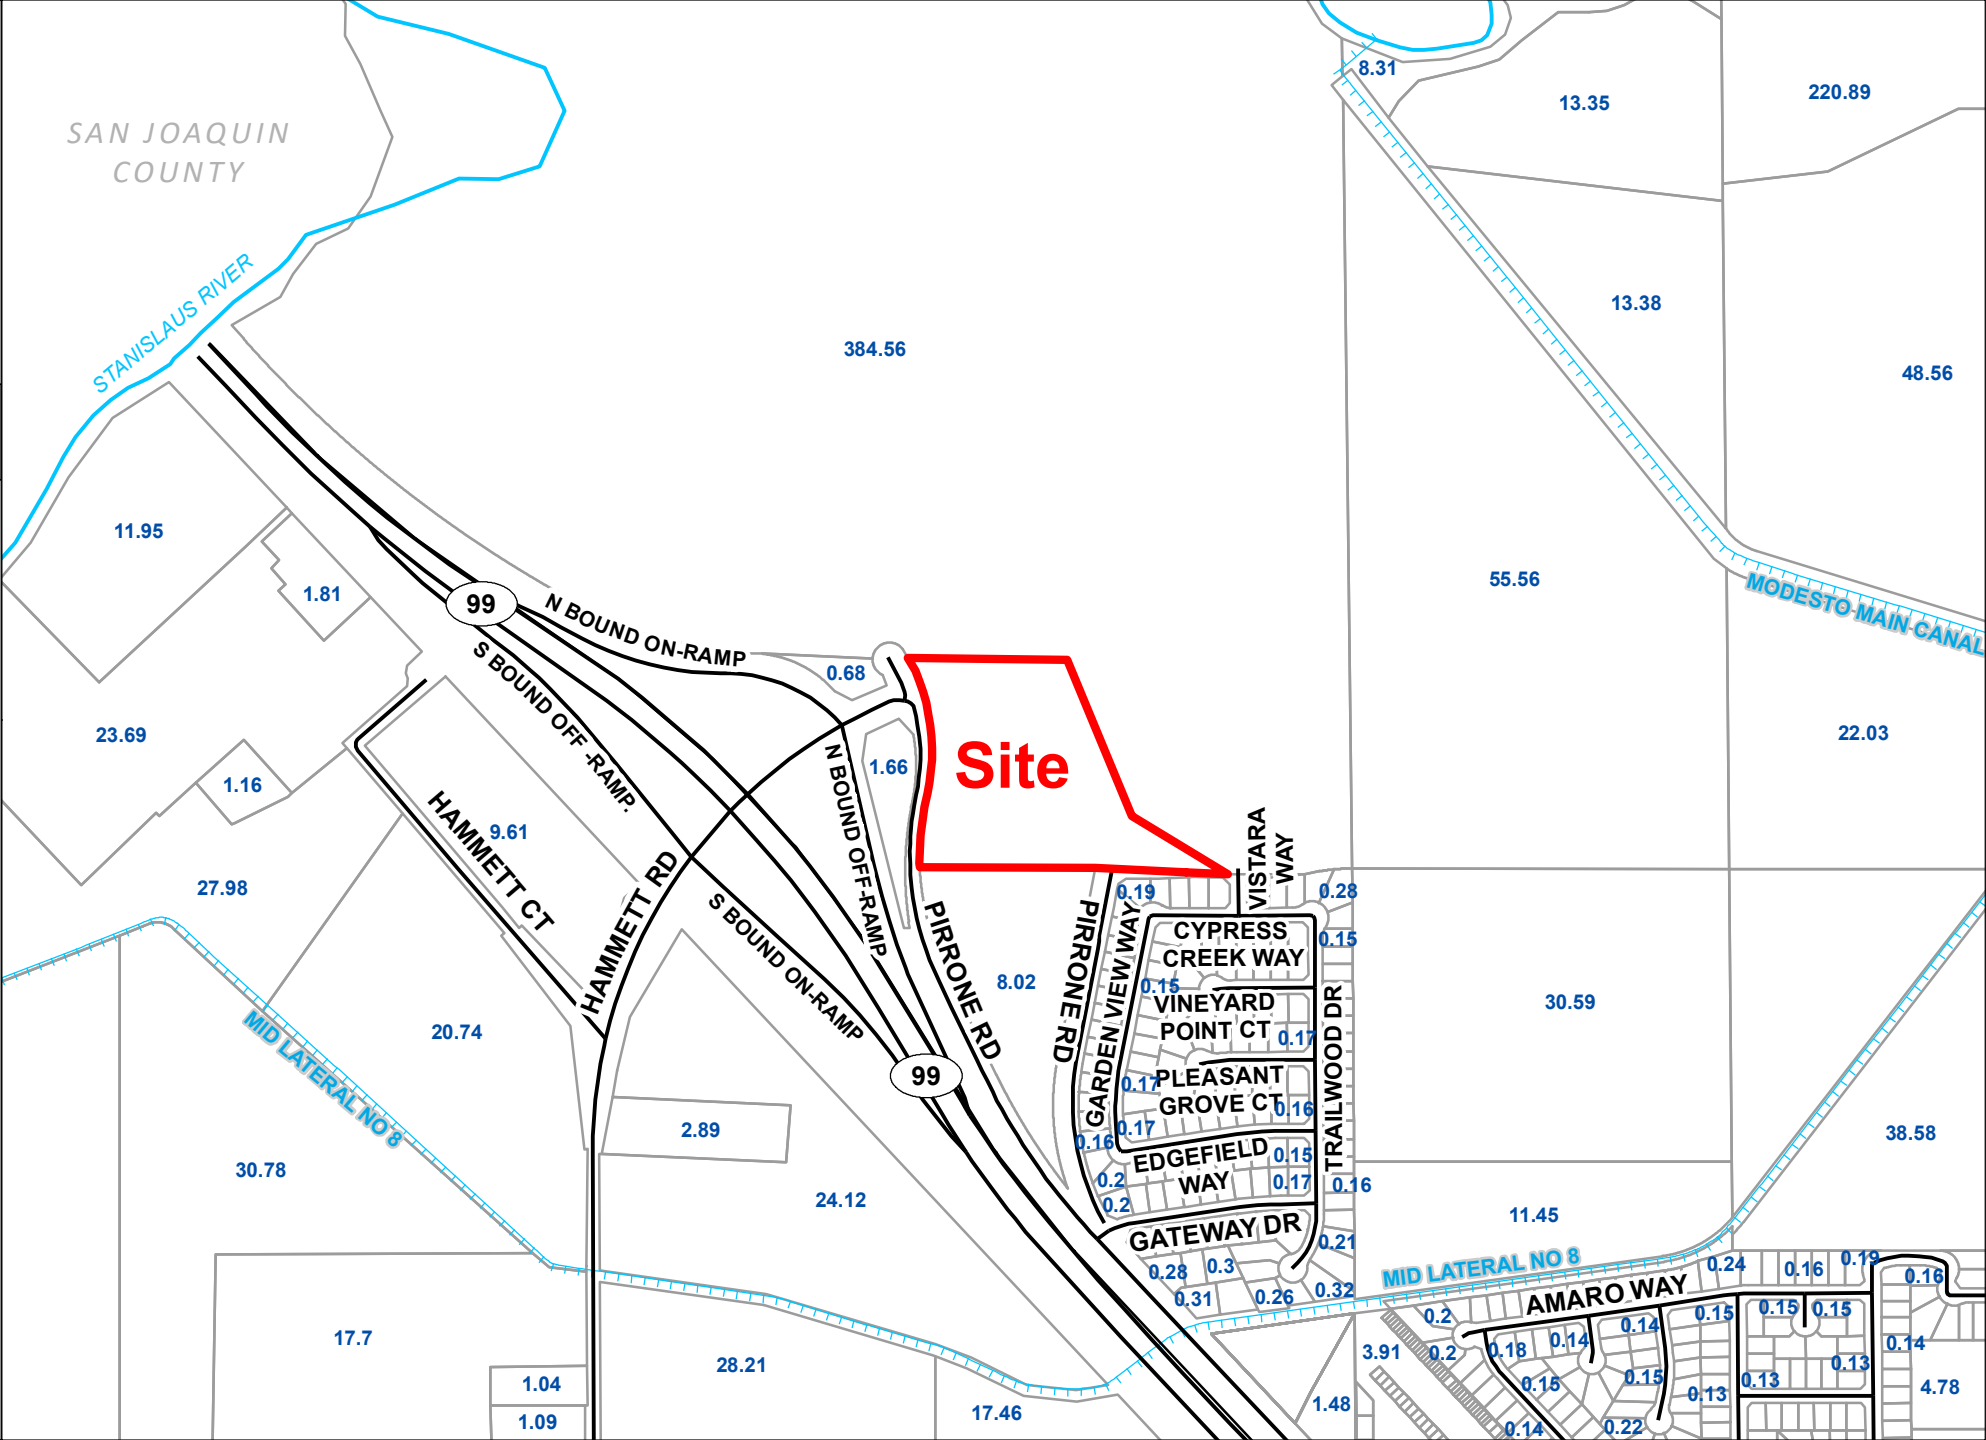 8.31
13.35
220.89
SAN JOAQUIN
COUNTY
STANISLAUS RIVER
13.38
384.56
48.56
11.95
55.56
1.81
99
N BOUND ON-RAMP
MODESTO MAIN CANAL
S BOUND OFF -RAMP.
0.68
23.69
22.03
1.66
Site
N BOUND OFF-RAMP
1.16
9.61
HAMMETT CT
HAMMETT RD
VISTARA
WAY
27.98
0.19
0.28
S BOUND ON-RAMP
PIRRONE RD
PIRRONE RD
GARDEN VIEW WAY
CYPRESS
CREEK WAY
0.15
8.02
0.15
VINEYARD
POINT CT
0.17
TRAILWOOD DR
30.59
20.74
MID LATERAL NO 8
99
0.17
PLEASANT
GROVE CT
0.16
2.89
0.17
0.16
38.58
EDGEFIELD
WAY
0.15
0.17
30.78
0.2
0.2
0.16
24.12
11.45
GATEWAY DR
0.21
0.28
0.3
0.31
0.26
0.32
MID LATERAL NO 8
0.24
0.16
0.19
0.16
AMARO WAY
0.2
0.15
0.15
0.15
0.14
0.14
0.18
0.2
0.14
17.7
28.21
3.91
0.13
0.15
0.15
0.13
0.13
4.78
1.04
1.09
17.46
1.48
0.14
0.22